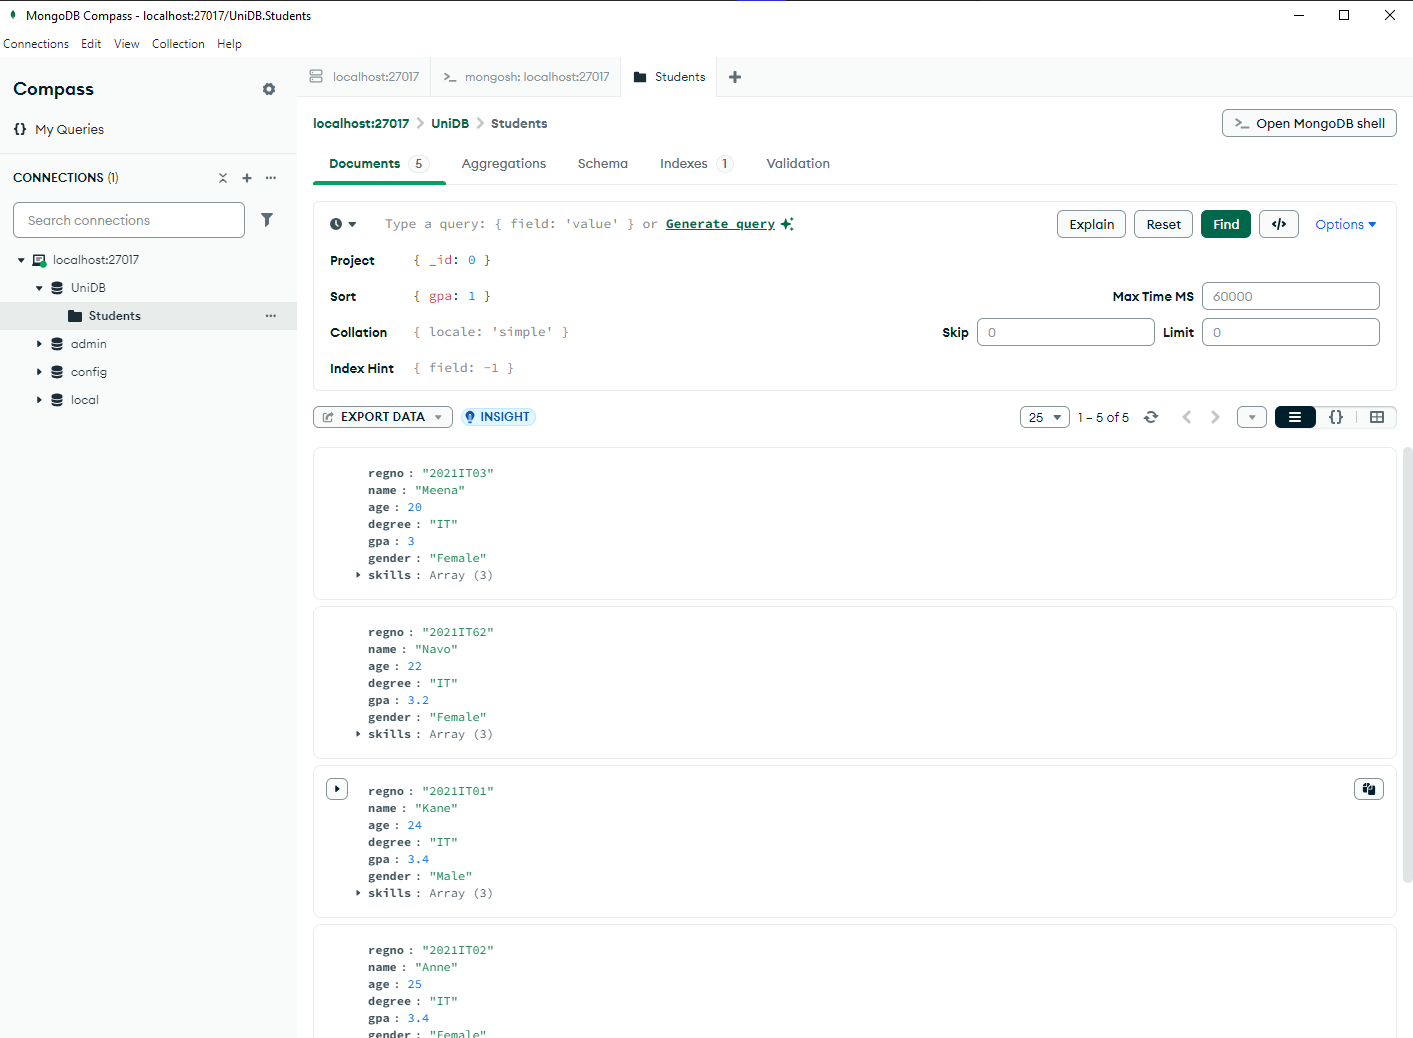 MongoDB Compass - localhost:27017/UniDB.Students
Connections Edit View Collection Help
Compass
{} My Queries
CONNECTIONS (1)
Search connections
localhost:27017
UniDB
Students
admin
config
local
localhost:27017
>_ mongosh: localhost:27017
Students
localhost:27017 > UniDB > Students
>_ Open MongoDB shell
Documents 5
Aggregations
Schema
Indexes 1
Validation
Type a query: { field: 'value' } or Generate query
Explain
Reset
Find
</>
Options
Project { _id: 0 }
Sort { gpa: 1 }
Max Time MS 60000
Collation { locale: 'simple' }
Skip 0
Limit 0
Index Hint { field: -1 }
EXPORT DATA
INSIGHT
25
1 – 5 of 5
{}
regno : "2021IT03"
name : "Meena"
age : 20
degree : "IT"
gpa : 3
gender : "Female"
skills : Array (3)
regno : "2021IT62"
name : "Navo"
age : 22
degree : "IT"
gpa : 3.2
gender : "Female"
skills : Array (3)
regno : "2021IT01"
name : "Kane"
age : 24
degree : "IT"
gpa : 3.4
gender : "Male"
skills : Array (3)
regno : "2021IT02"
name : "Anne"
age : 25
degree : "IT"
gpa : 3.4
gender : "Female"